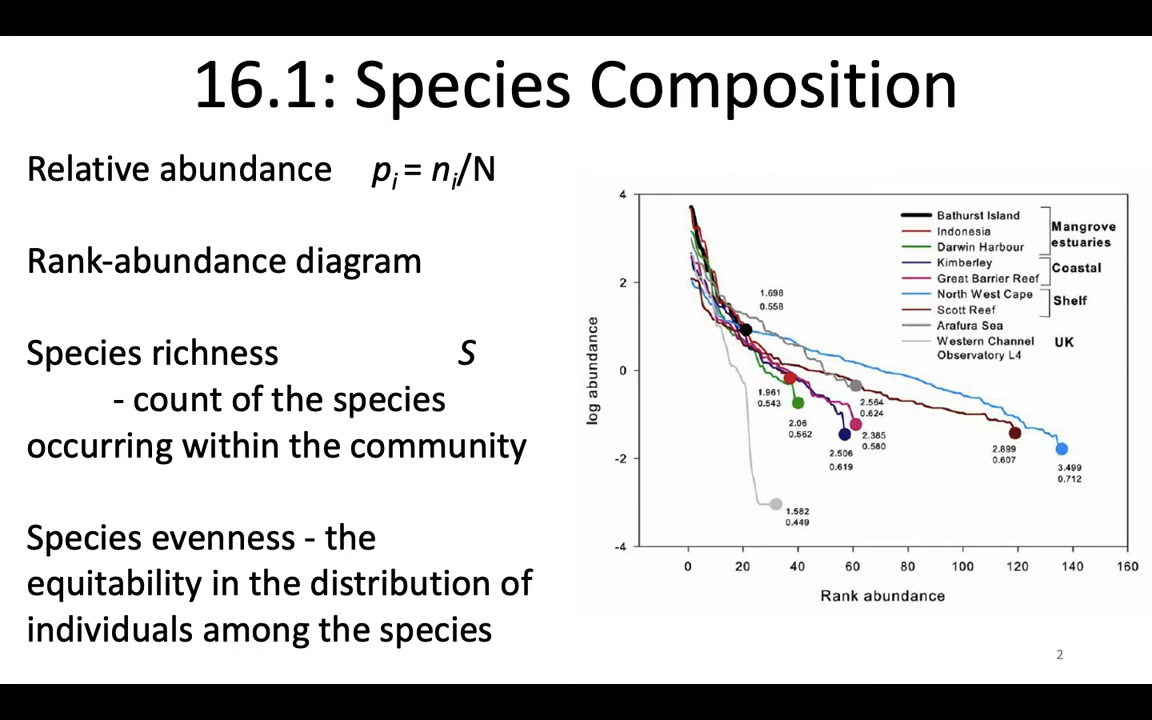 16.1: Species Composition
Relative abundance pi = ni/N
Rank-abundance diagram
Species richness S
- count of the species
occurring within the community
Species evenness - the
equitability in the distribution of
individuals among the species
log abundance
4
2
0
-2
-4
0 20 40 60 80 100 120 140 160
Rank abundance
Bathurst Island
Indonesia
Darwin Harbour
Mangrove
estuaries
Kimberley
Great Barrier Reef
Coastal
North West Cape
Scott Reef
Shelf
Arafura Sea
Western Channel
Observatory L4
UK
1.698
0.558
1.961
0.543
2.06
0.562
2.564
0.624
2.385
0.580
2.506
0.619
2.899
0.607
3.499
0.712
1.582
0.449
2